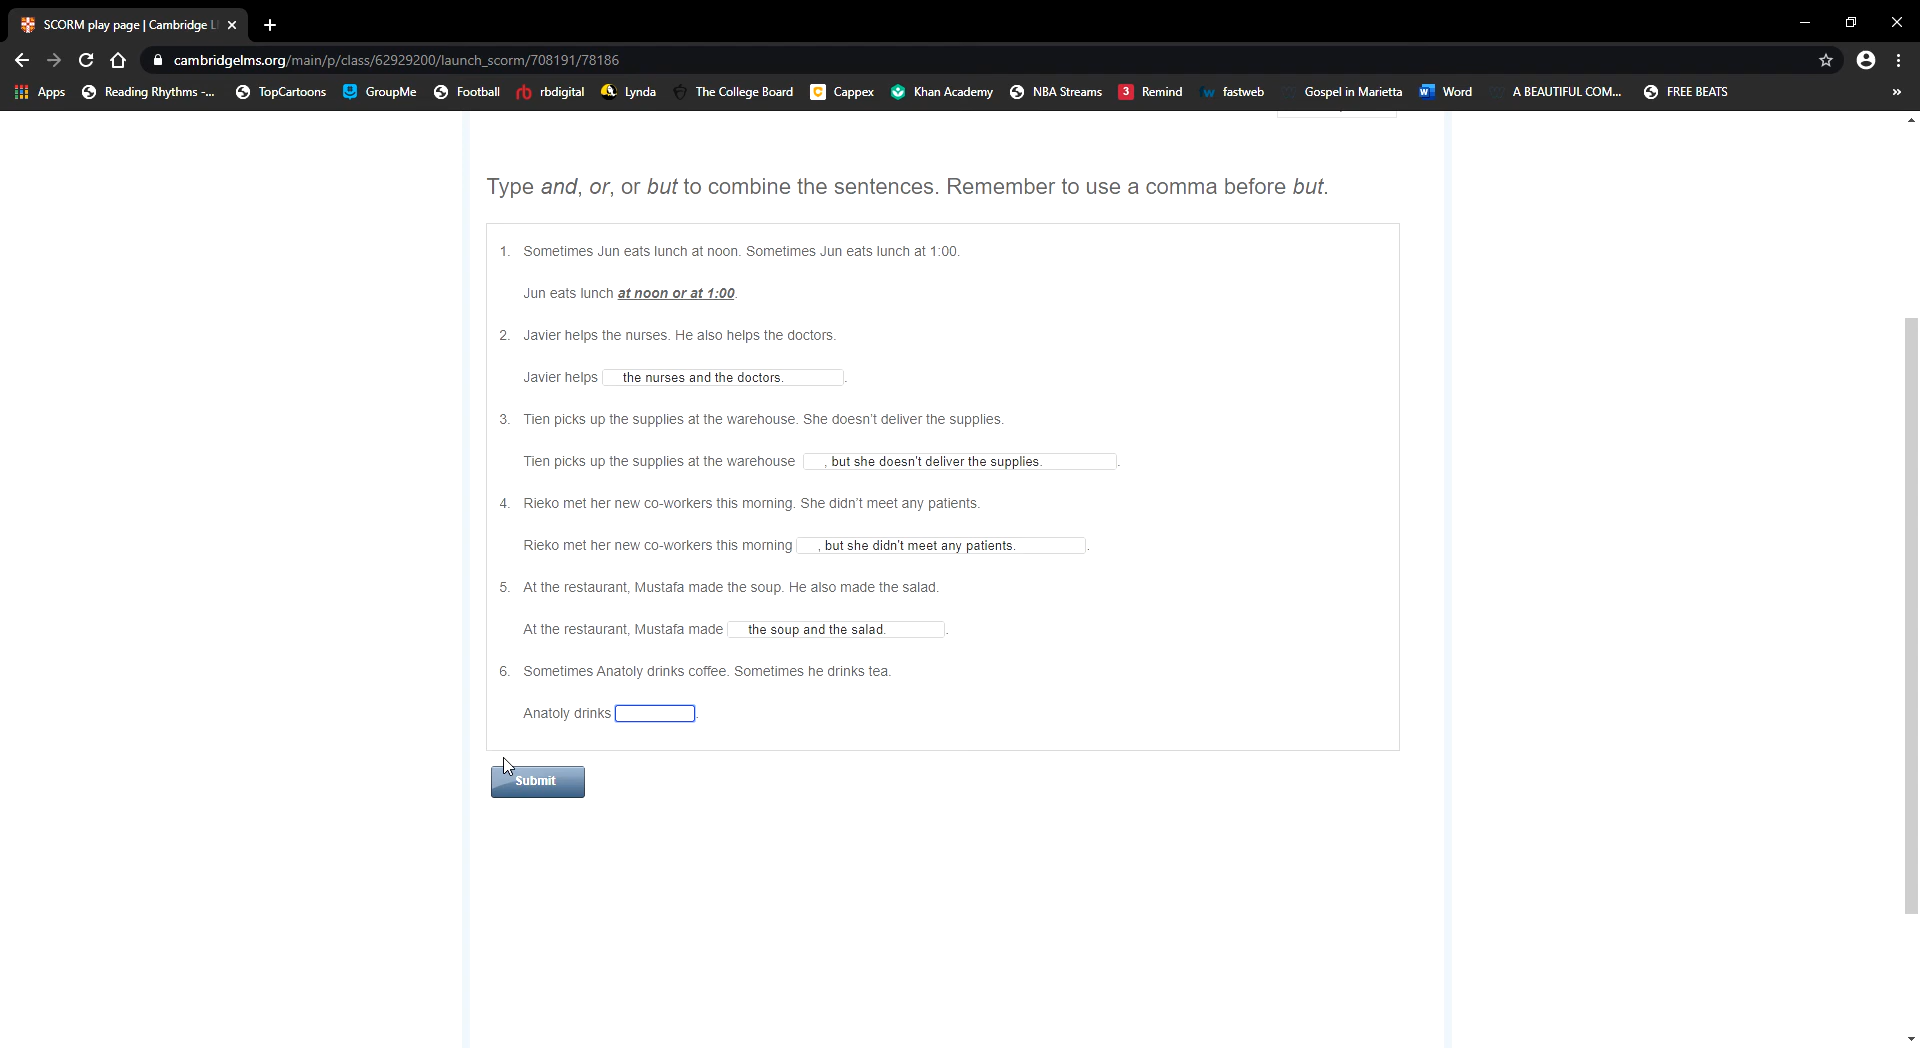 SCORM play page | Cambridge L
cambridgelms.org/main/p/class/62929200/launch_scorm/708191/78186
Apps Reading Rhythms -... TopCartoons GroupMe Football rbdigital Lynda The College Board Cappex Khan Academy NBA Streams 3 Remind fastweb Gospel in Marietta Word A BEAUTIFUL COM... FREE BEATS »
Type and, or, or but to combine the sentences. Remember to use a comma before but.
1. Sometimes Jun eats lunch at noon. Sometimes Jun eats lunch at 1:00.
Jun eats lunch at noon or at 1:00.
2. Javier helps the nurses. He also helps the doctors.
Javier helps the nurses and the doctors. .
3. Tien picks up the supplies at the warehouse. She doesn't deliver the supplies.
Tien picks up the supplies at the warehouse , but she doesn't deliver the supplies. .
4. Rieko met her new co-workers this morning. She didn't meet any patients.
Rieko met her new co-workers this morning , but she didn't meet any patients. .
5. At the restaurant, Mustafa made the soup. He also made the salad.
At the restaurant, Mustafa made the soup and the salad. .
6. Sometimes Anatoly drinks coffee. Sometimes he drinks tea.
Anatoly drinks .
Submit